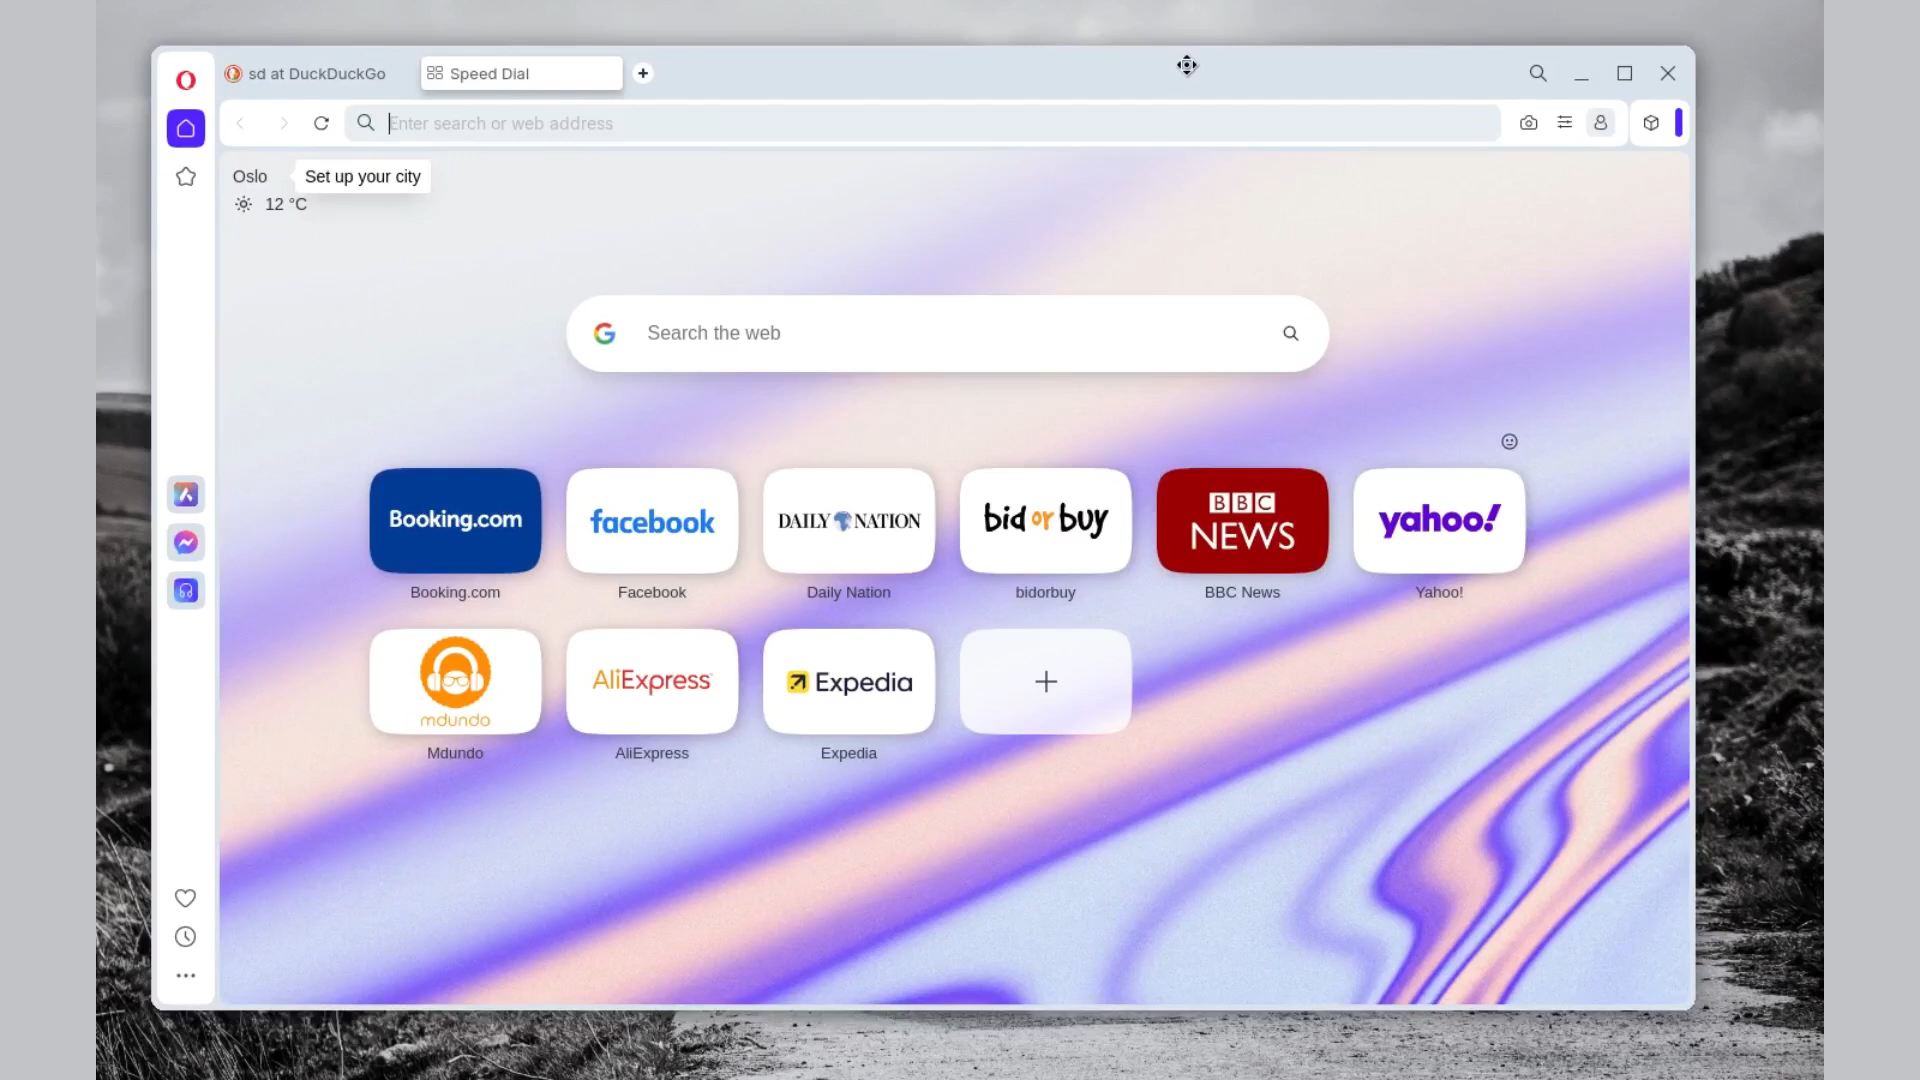 sd at DuckDuckGo
Speed Dial
Enter search or web address
Oslo
Set up your city
12 °C
Search the web
Booking.com
facebook
DAILY NATION
bid or buy
BBC NEWS
yahoo!
Booking.com
Facebook
Daily Nation
bidorbuy
BBC News
Yahoo!
mdundo
AliExpress
Expedia
Mdundo
AliExpress
Expedia